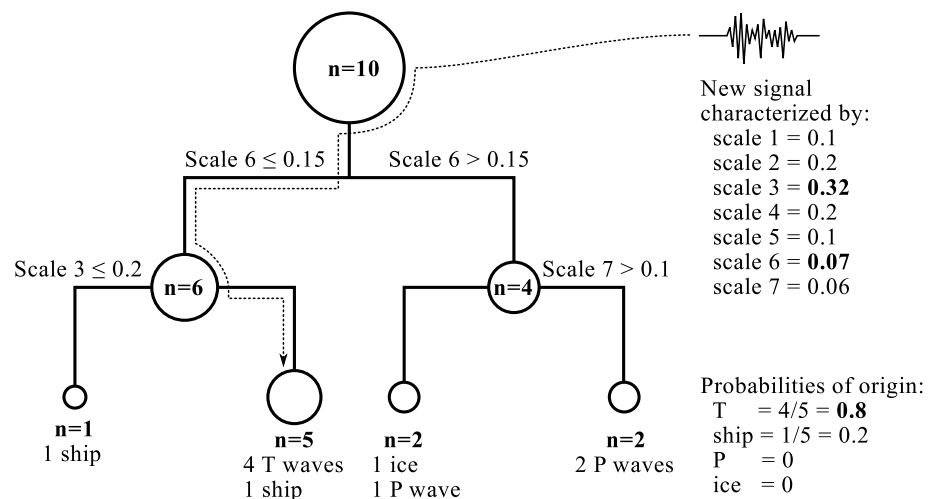 n=10
New signal
characterized by:
scale 1 = 0.1
scale 2 = 0.2
scale 3 = 0.32
scale 4 = 0.2
scale 5 = 0.1
scale 6 = 0.07
scale 7 = 0.06
Scale 6 ≤ 0.15
Scale 6 > 0.15
Scale 3 ≤ 0.2
n=6
n=4
Scale 7 > 0.1
n=1
1 ship
n=5
4 T waves
1 ship
n=2
1 ice
1 P wave
n=2
2 P waves
Probabilities of origin:
T = 4/5 = 0.8
ship = 1/5 = 0.2
P = 0
ice = 0